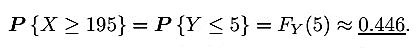 P {X ≥ 195} = P {Y ≤ 5} = F_Y(5) ≈ 0.446.